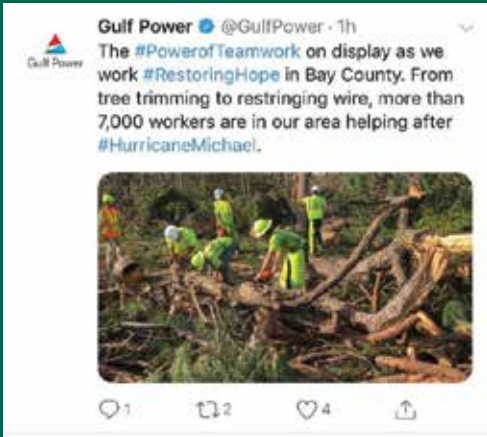 Gulf Power @GulfPower · 1h
Gulf Power
The #PowerofTeamwork on display as we
work #RestoringHope in Bay County. From
tree trimming to restringing wire, more than
7,000 workers are in our area helping after
#HurricaneMichael.
1 2 4